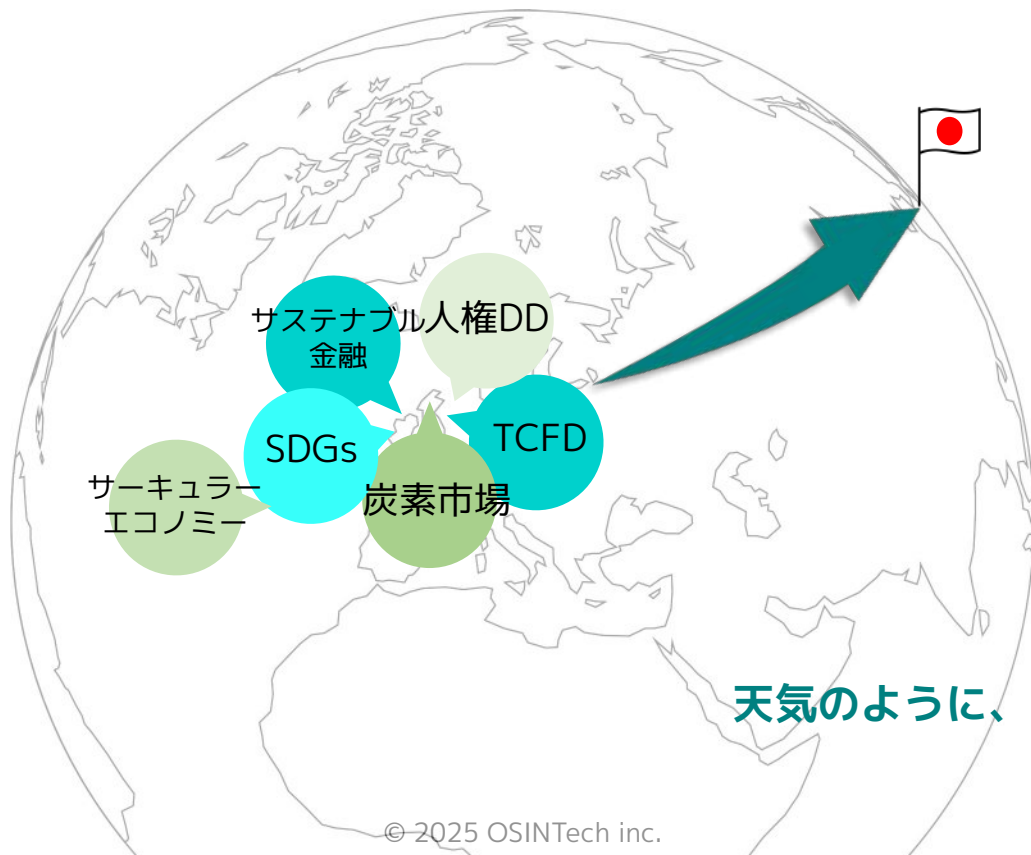 サステナブル
金融
人権DD
SDGs
TCFD
サーキュラー
エコノミー
炭素市場
天気のように、
© 2025 OSINTech inc.